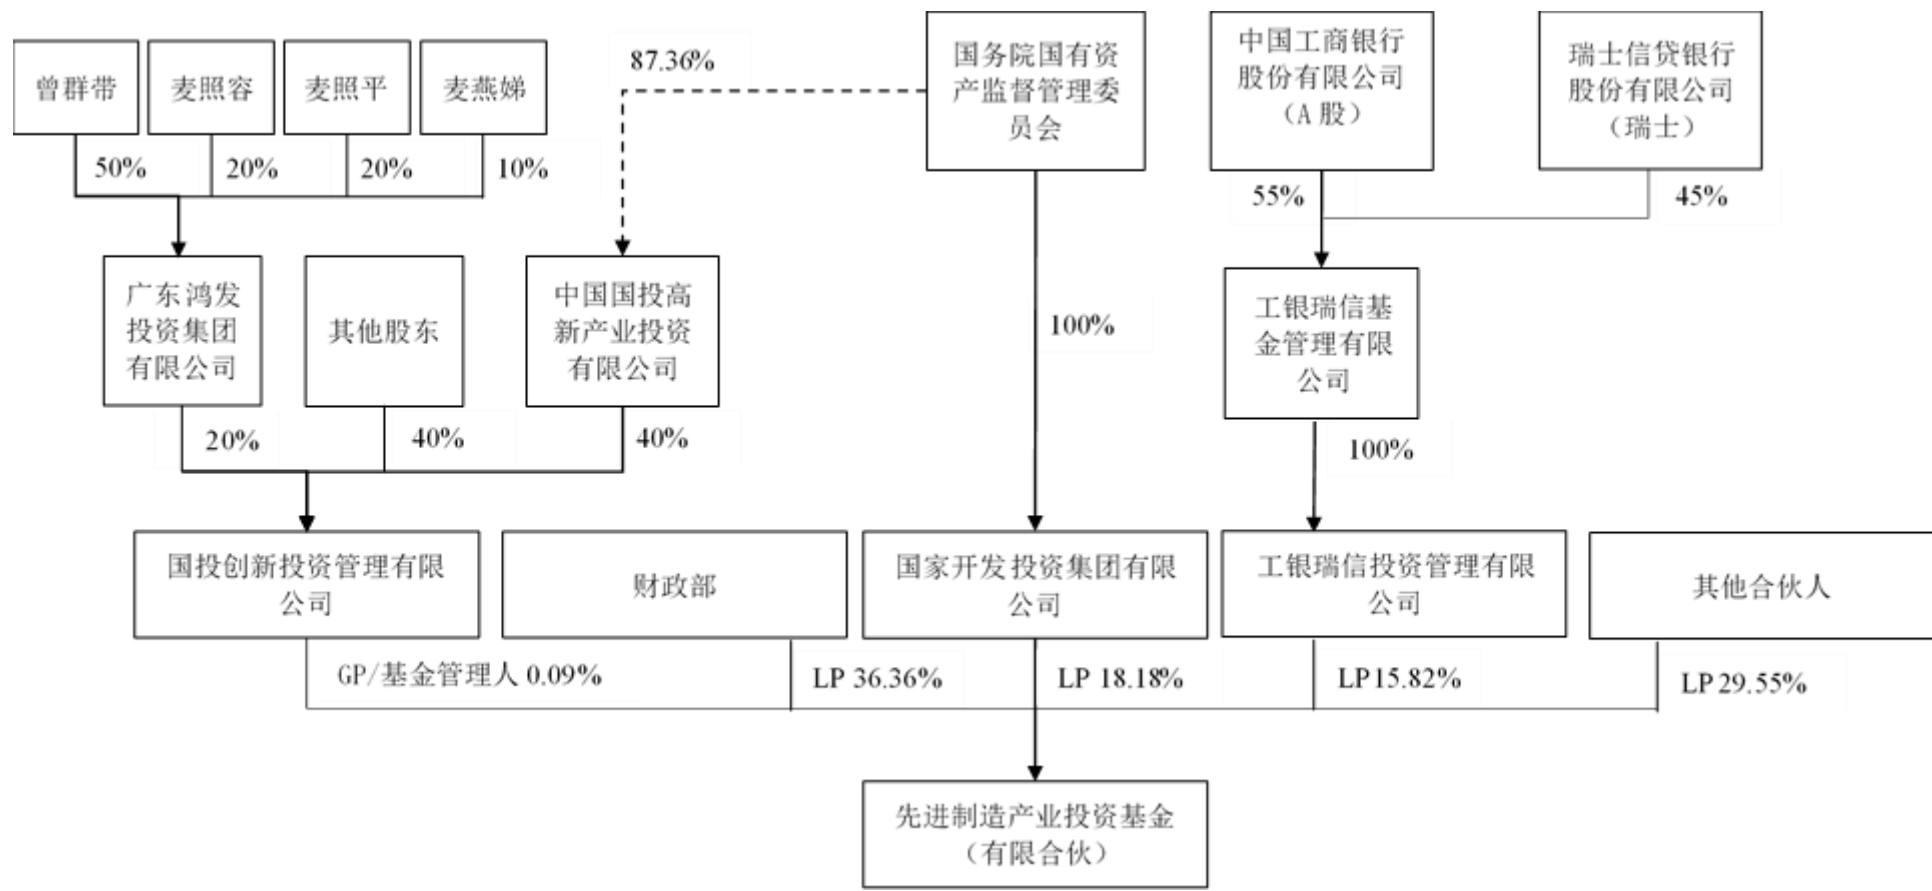 曾群带
麦照容
麦照平
麦燕娣
87.36%
国务院国有资
产监督管理委
员会
中国工商银行
股份有限公司
（A股）
瑞士信贷银行
股份有限公司
（瑞士）
50%
20%
20%
10%
55%
45%
广东鸿发
投资集团
有限公司
其他股东
中国国投高
新产业投资
有限公司
100%
工银瑞信基
金管理有限
公司
20%
40%
40%
100%
国投创新投资管理有限
公司
财政部
国家开发投资集团有限
公司
工银瑞信投资管理有限
公司
其他合伙人
GP/基金管理人 0.09%
LP 36.36%
LP 18.18%
LP15.82%
LP 29.55%
先进制造产业投资基金
（有限合伙）